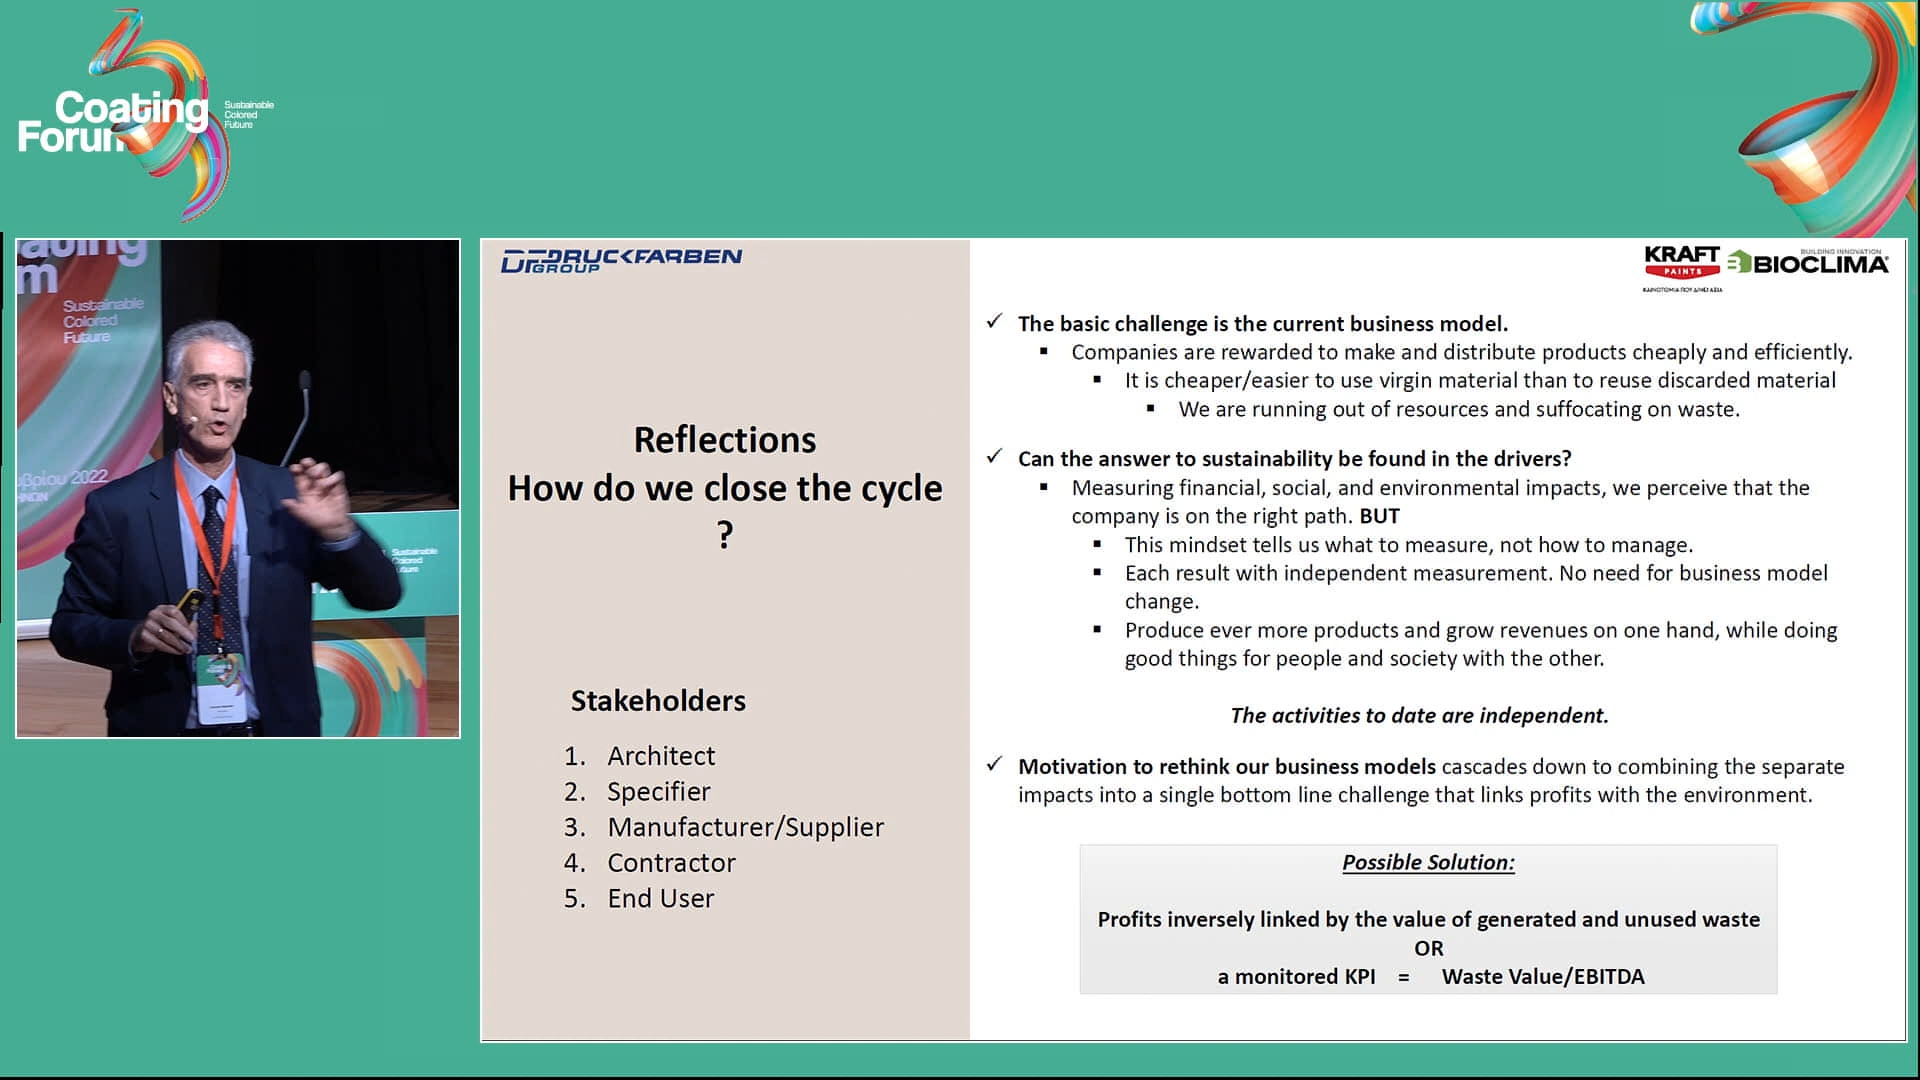 Coating
Forum
Sustainable
Colored
Future
Sustainable
Colored
Future
βρίου 2022
Sustainable
Colored
DRUCKFARBEN
GROUP
KRAFT
PAINTS
ΚΑΙΝΟΤΟΜΙΑ ΠΟΥ ΔΙΝΕΙ ΑΞΙΑ
BUILDING INNOVATION
BIOCLIMA
Reflections
How do we close the cycle
?
Stakeholders
1. Architect
2. Specifier
3. Manufacturer/Supplier
4. Contractor
5. End User
✓ The basic challenge is the current business model.
▪ Companies are rewarded to make and distribute products cheaply and efficiently.
▪ It is cheaper/easier to use virgin material than to reuse discarded material
▪ We are running out of resources and suffocating on waste.
✓ Can the answer to sustainability be found in the drivers?
▪ Measuring financial, social, and environmental impacts, we perceive that the
company is on the right path. BUT
▪ This mindset tells us what to measure, not how to manage.
▪ Each result with independent measurement. No need for business model
change.
▪ Produce ever more products and grow revenues on one hand, while doing
good things for people and society with the other.
The activities to date are independent.
✓ Motivation to rethink our business models cascades down to combining the separate
impacts into a single bottom line challenge that links profits with the environment.
Possible Solution:
Profits inversely linked by the value of generated and unused waste
OR
a monitored KPI = Waste Value/EBITDA